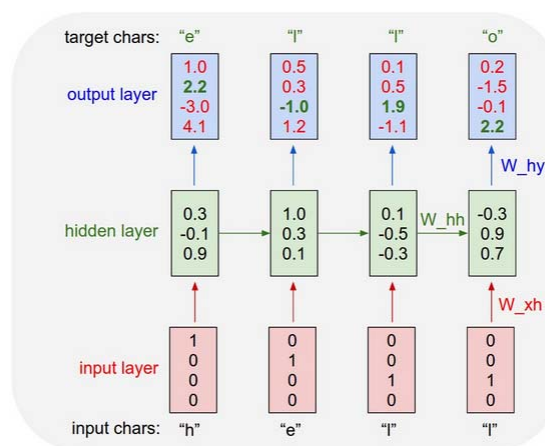 target chars: “e” “l” “l” “o”
1.0 0.5 0.1 0.2
2.2 0.3 0.5 -1.5
output layer -3.0 -1.0 1.9 -0.1
4.1 1.2 -1.1 2.2
W_hy
0.3 1.0 0.1 -0.3
hidden layer -0.1 0.3 -0.5 W_hh 0.9
0.9 0.1 -0.3 0.7
W_xh
1 0 0 0
0 1 0 0
input layer 0 0 1 1
0 0 0 0
input chars: “h” “e” “l” “l”